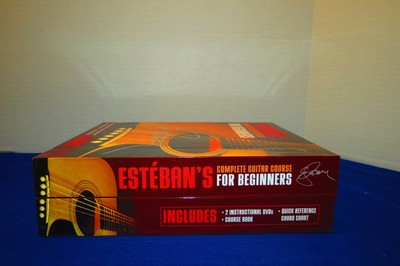 ESTÉBAN'S
COMPLETE GUITAR COURSE
FOR BEGINNERS
INCLUDES
• 2 INSTRUCTIONAL DVDs
• COURSE BOOK
• QUICK REFERENCE
CHORD CHART